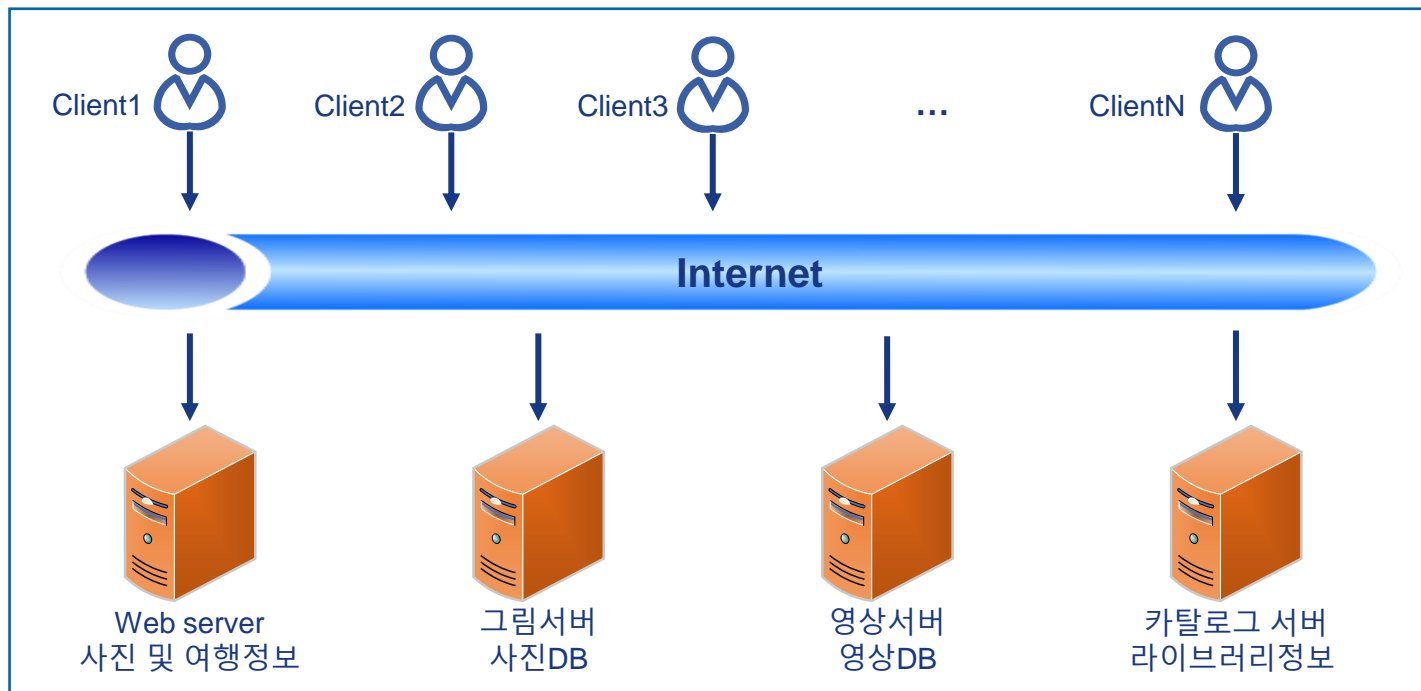 Client1
Client2
Client3
...
ClientN
Internet
Web server
사진 및 여행정보
그림서버
사진DB
영상서버
영상DB
카탈로그 서버
라이브러리정보